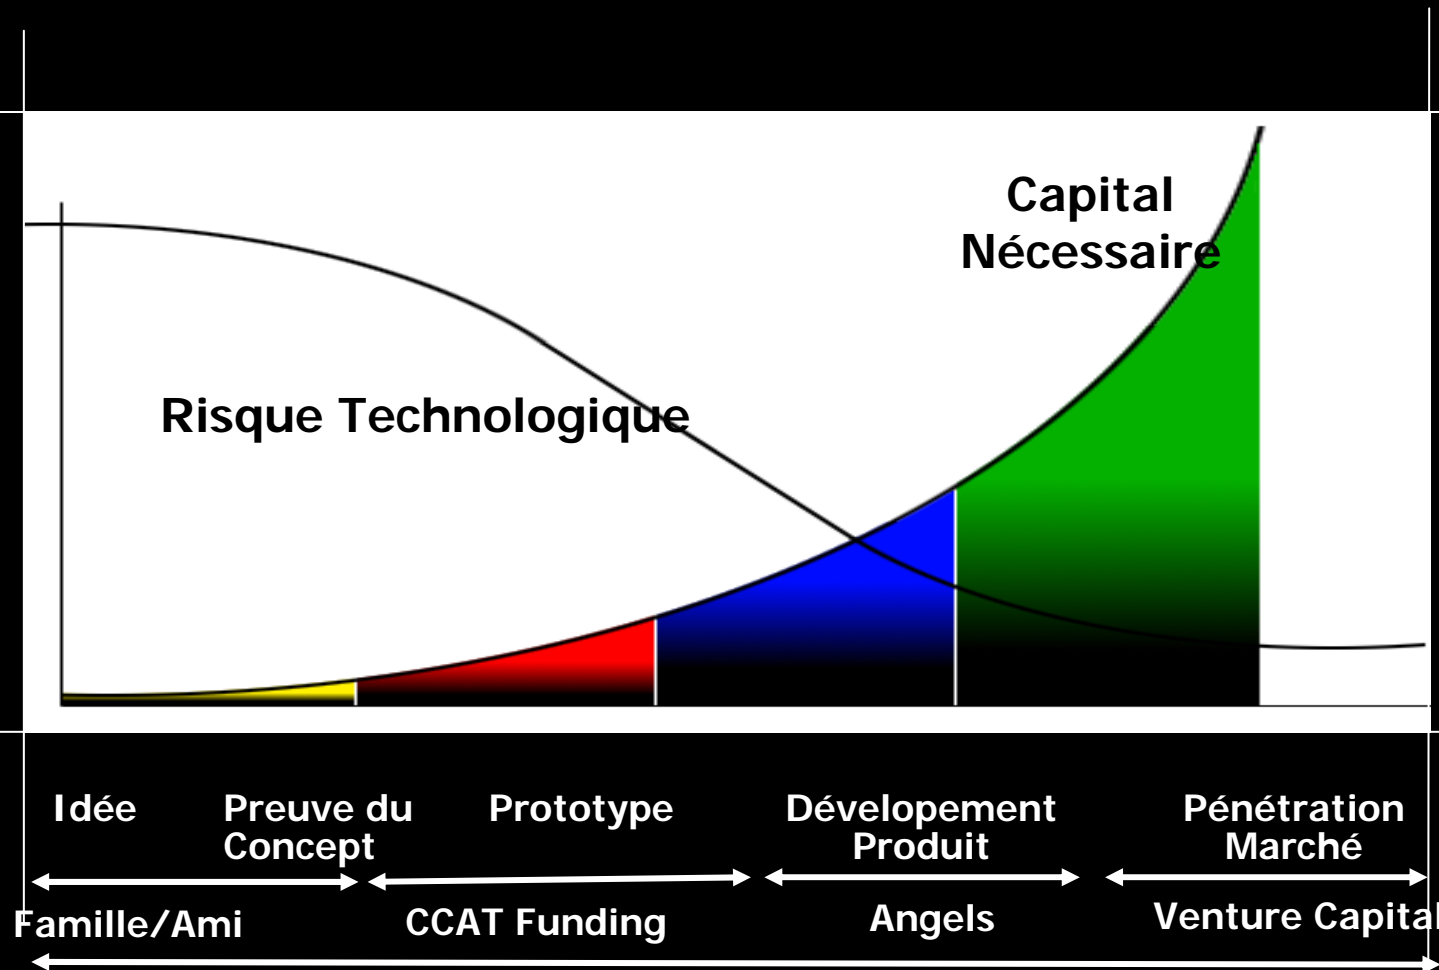 Capital
Nécessaire
Risque Technologique
Idée
Preuve du
Concept
Prototype
Dévelopement
Produit
Pénétration
Marché
Famille/Ami
CCAT Funding
Angels
Venture Capital